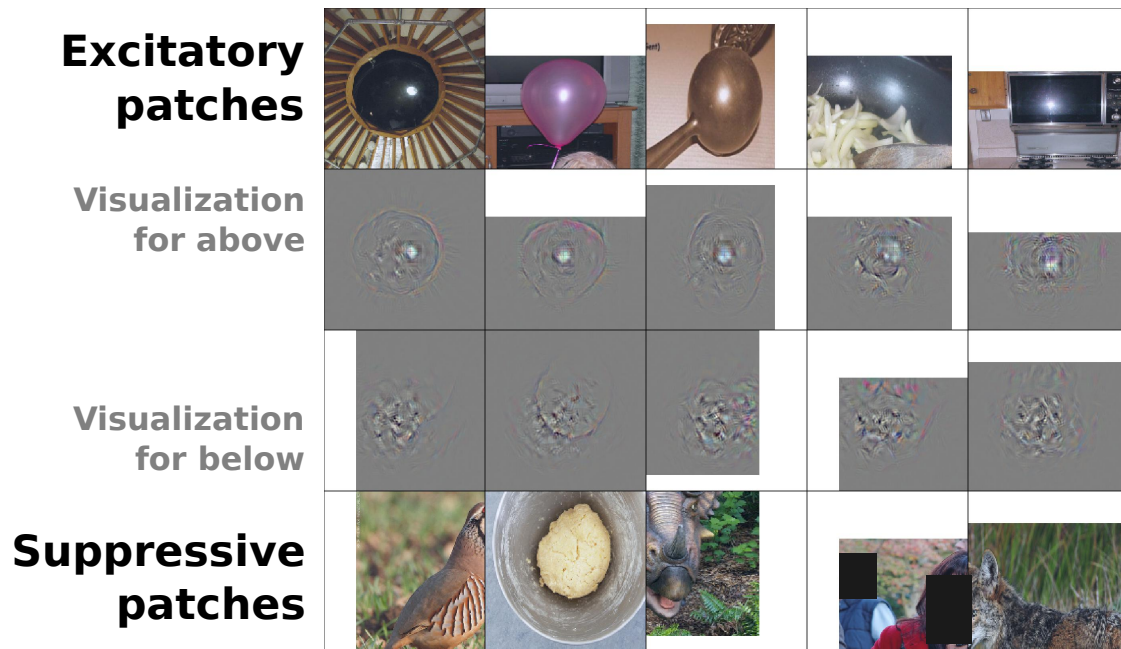 Excitatory
patches
Visualization
for above
Visualization
for below
Suppressive
patches